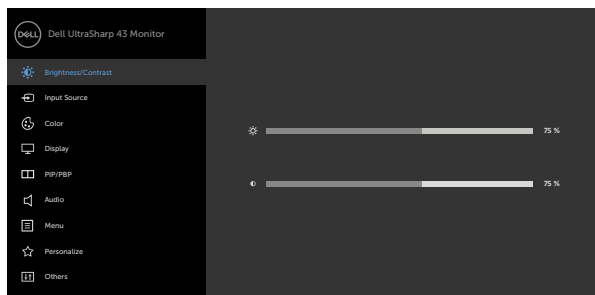 DELL Dell UltraSharp 43 Monitor
Brightness/Contrast
Input Source
Color
75 %
Display
PIP/PBP
75 %
Audio
Menu
Personalize
Others